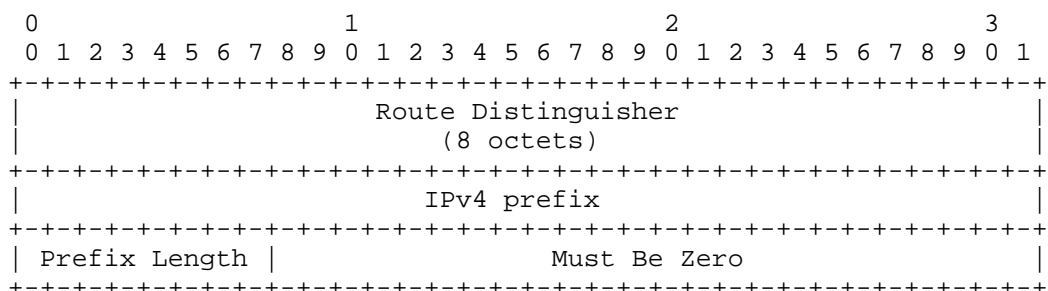 0                   1                   2                   3
 0 1 2 3 4 5 6 7 8 9 0 1 2 3 4 5 6 7 8 9 0 1 2 3 4 5 6 7 8 9 0 1
+-+-+-+-+-+-+-+-+-+-+-+-+-+-+-+-+-+-+-+-+-+-+-+-+-+-+-+-+-+-+-+-+
|                      Route Distinguisher                      |
|                          (8 octets)                           |
+-+-+-+-+-+-+-+-+-+-+-+-+-+-+-+-+-+-+-+-+-+-+-+-+-+-+-+-+-+-+-+-+
|                         IPv4 prefix                           |
+-+-+-+-+-+-+-+-+-+-+-+-+-+-+-+-+-+-+-+-+-+-+-+-+-+-+-+-+-+-+-+-+
| Prefix Length |                 Must Be Zero                  |
+-+-+-+-+-+-+-+-+-+-+-+-+-+-+-+-+-+-+-+-+-+-+-+-+-+-+-+-+-+-+-+-+